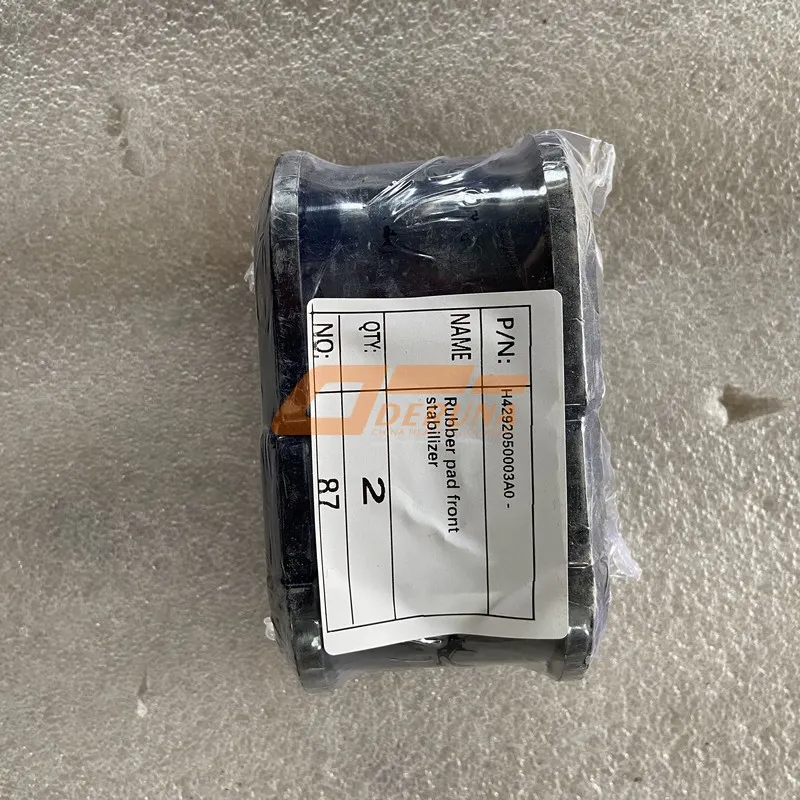 P/N: H4292050003A0 -
NAME Rubber pad front
stabilizer
QTY: 2
NO: 87